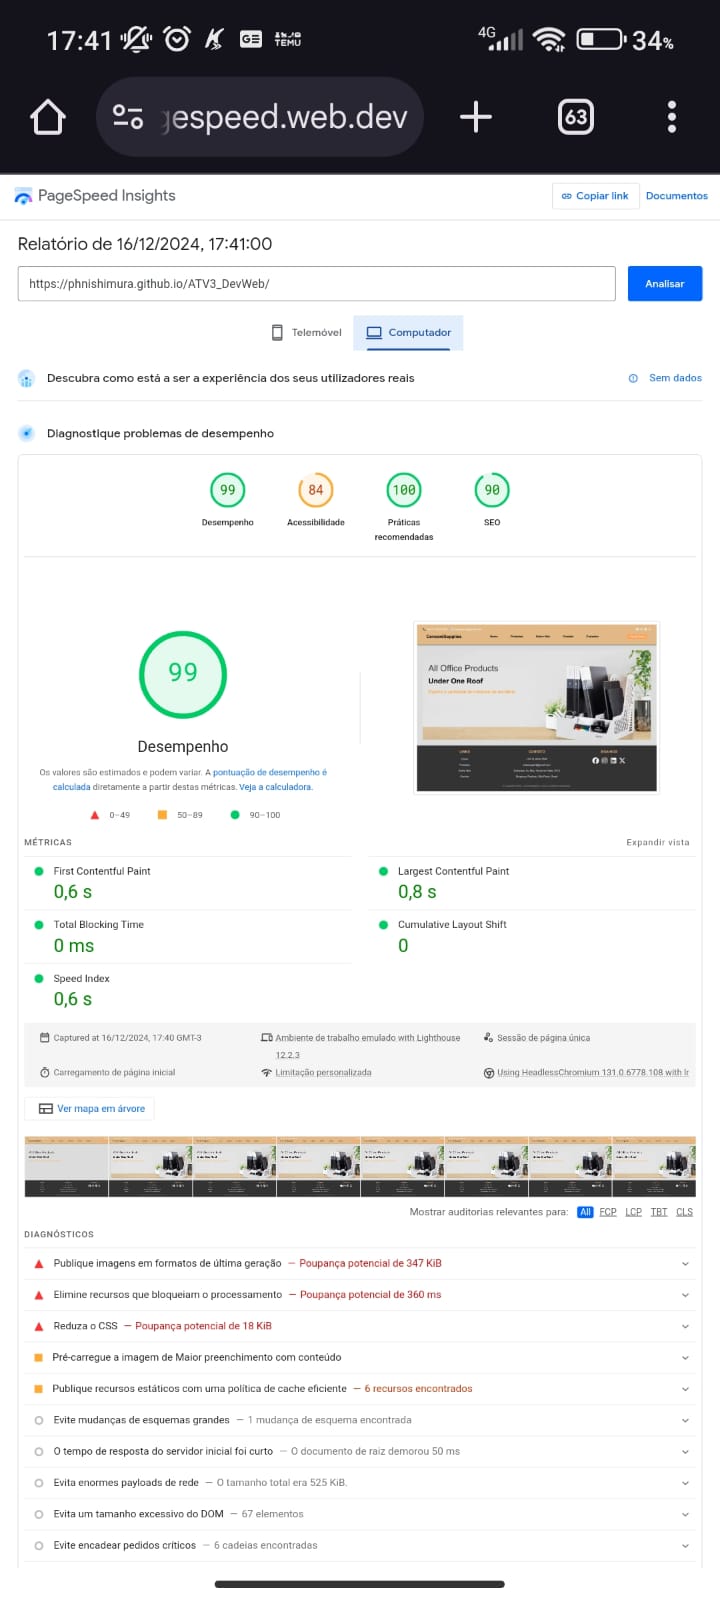 17:41
GE
TEMU
4G
34%
gespeed.web.dev
63
PageSpeed Insights
Copiar link
Documentos
Relatório de 16/12/2024, 17:41:00
https://phnishimura.github.io/ATV3_DevWeb/
Analisar
Telemóvel
Computador
Descubra como está a ser a experiência dos seus utilizadores reais
Sem dados
Diagnostique problemas de desempenho
99
84
100
90
Desempenho
Acessibilidade
Práticas
recomendadas
SEO
99
Desempenho
Os valores são estimados e podem variar. A pontuação de desempenho é
calculada diretamente a partir destas métricas. Veja a calculadora.
0–49
50–89
90–100
All Office Products
Under One Roof
MÉTRICAS
Expandir vista
First Contentful Paint
0,6 s
Largest Contentful Paint
0,8 s
Total Blocking Time
0 ms
Cumulative Layout Shift
0
Speed Index
0,6 s
Captured at 16/12/2024, 17:40 GMT-3
Ambiente de trabalho emulado with Lighthouse
12.2.3
Sessão de página única
Carregamento de página inicial
Limitação personalizada
Using HeadlessChromium 131.0.6778.108 with lr
Ver mapa em árvore
Mostrar auditorias relevantes para: All FCP LCP TBT CLS
DIAGNÓSTICOS
Publique imagens em formatos de última geração — Poupança potencial de 347 KiB
Elimine recursos que bloqueiam o processamento — Poupança potencial de 360 ms
Reduza o CSS — Poupança potencial de 18 KiB
Pré-carregue a imagem de Maior preenchimento com conteúdo
Publique recursos estáticos com uma política de cache eficiente — 6 recursos encontrados
Evite mudanças de esquemas grandes — 1 mudança de esquema encontrada
O tempo de resposta do servidor inicial foi curto — O documento de raiz demorou 50 ms
Evita enormes payloads de rede — O tamanho total era 525 KiB.
Evita um tamanho excessivo do DOM — 67 elementos
Evite encadear pedidos críticos — 6 cadeias encontradas